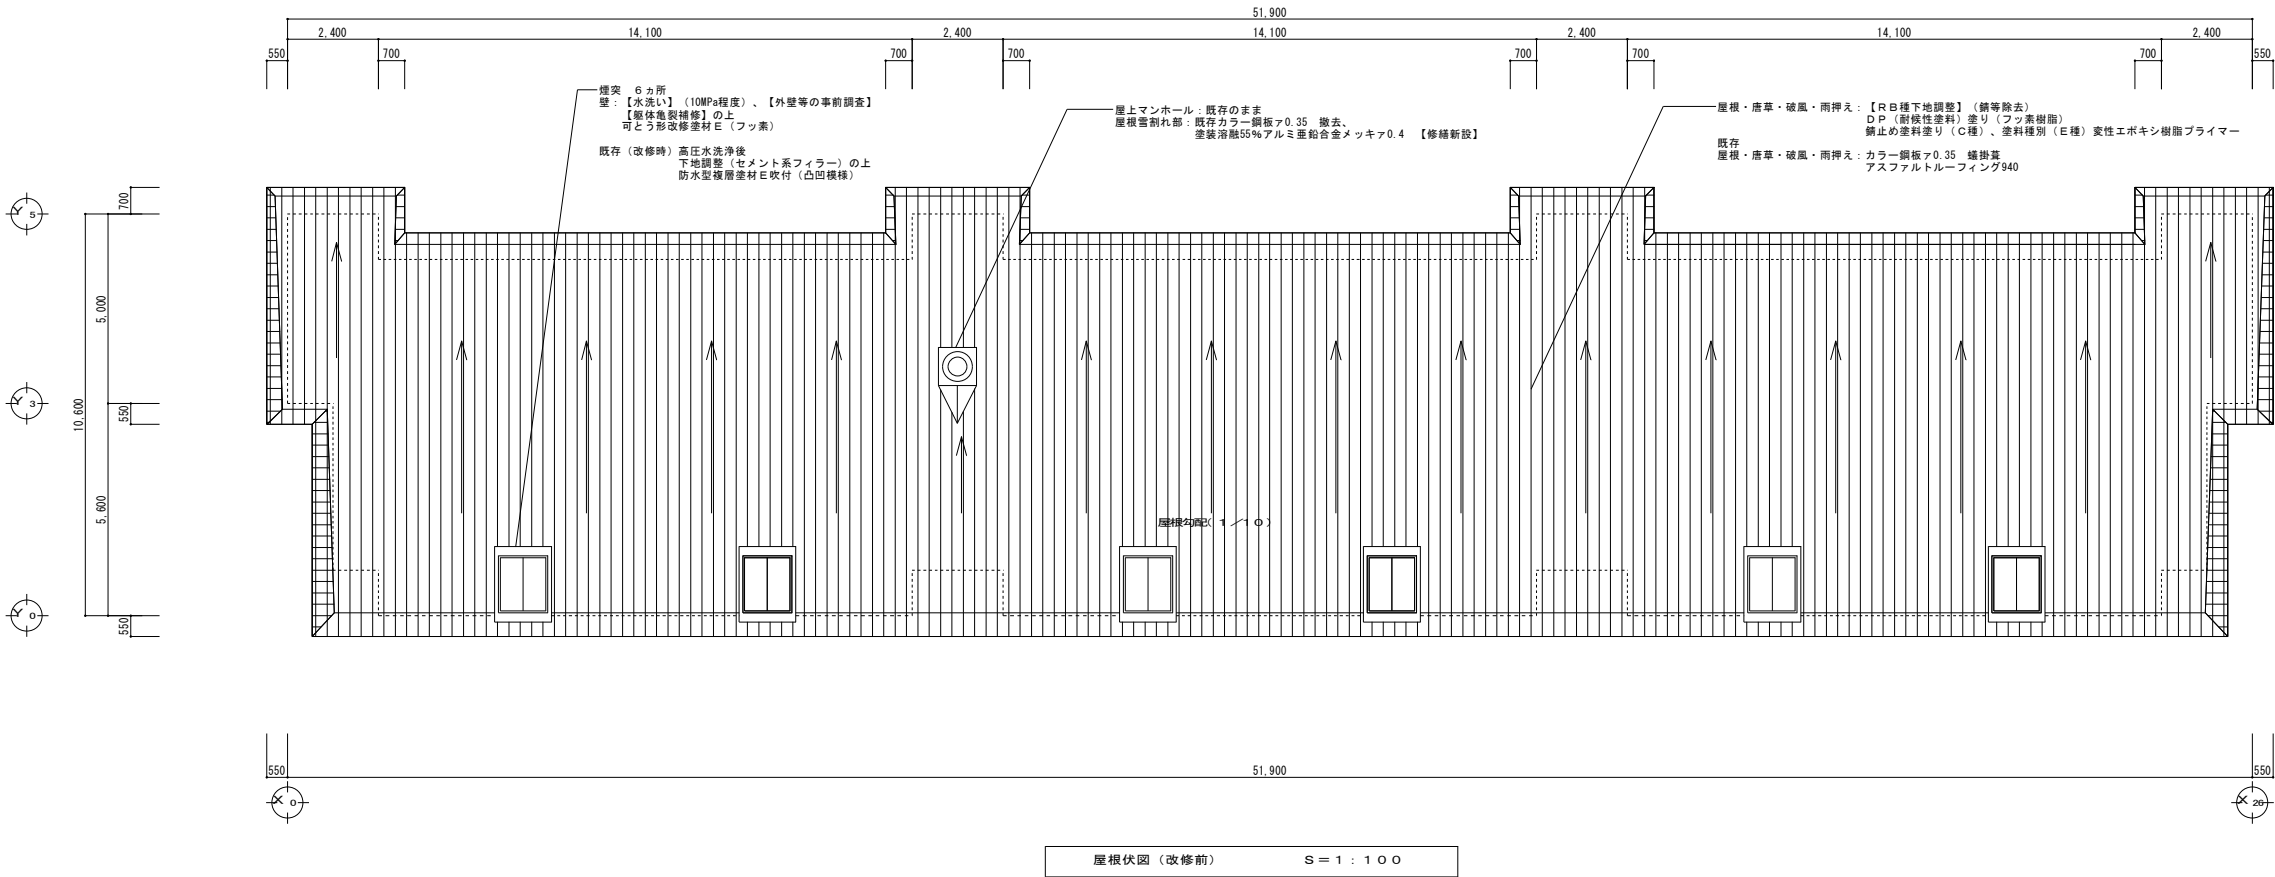 51,900
2,400 14,100 2,400 14,100 2,400 14,100 2,400
550 700 700 700 700 700 700 550
煙突 6ヵ所
壁：【水洗い】（10MPa程度）、【外壁等の事前調査】
【躯体亀裂補修】の上
可とう形改修塗材E（フッ素）
既存（改修時）高圧水洗浄後
下地調整（セメント系フィラー）の上
防水型複層塗材E吹付（凸凹模様）
屋上マンホール：既存のまま
屋根雪割れ部：既存カラー鋼板ァ0.35 撤去、
塗装溶融55%アルミ亜鉛合金メッキァ0.4 【修繕新設】
屋根・唐草・破風・雨押え：【RB種下地調整】（錆等除去）
DP（耐候性塗料）塗り（フッ素樹脂）
錆止め塗料塗り（C種）、塗料種別（E種）変性エポキシ樹脂プライマー
既存
屋根・唐草・破風・雨押え：カラー鋼板ァ0.35 蟻掛葺
アスファルトルーフィング940
Y5
700
5,000
Y3
550
10,600
5,600
Y0
550
屋根勾配(1/10)
550 51,900 550
X0 X26
屋根伏図（改修前） S=1:100